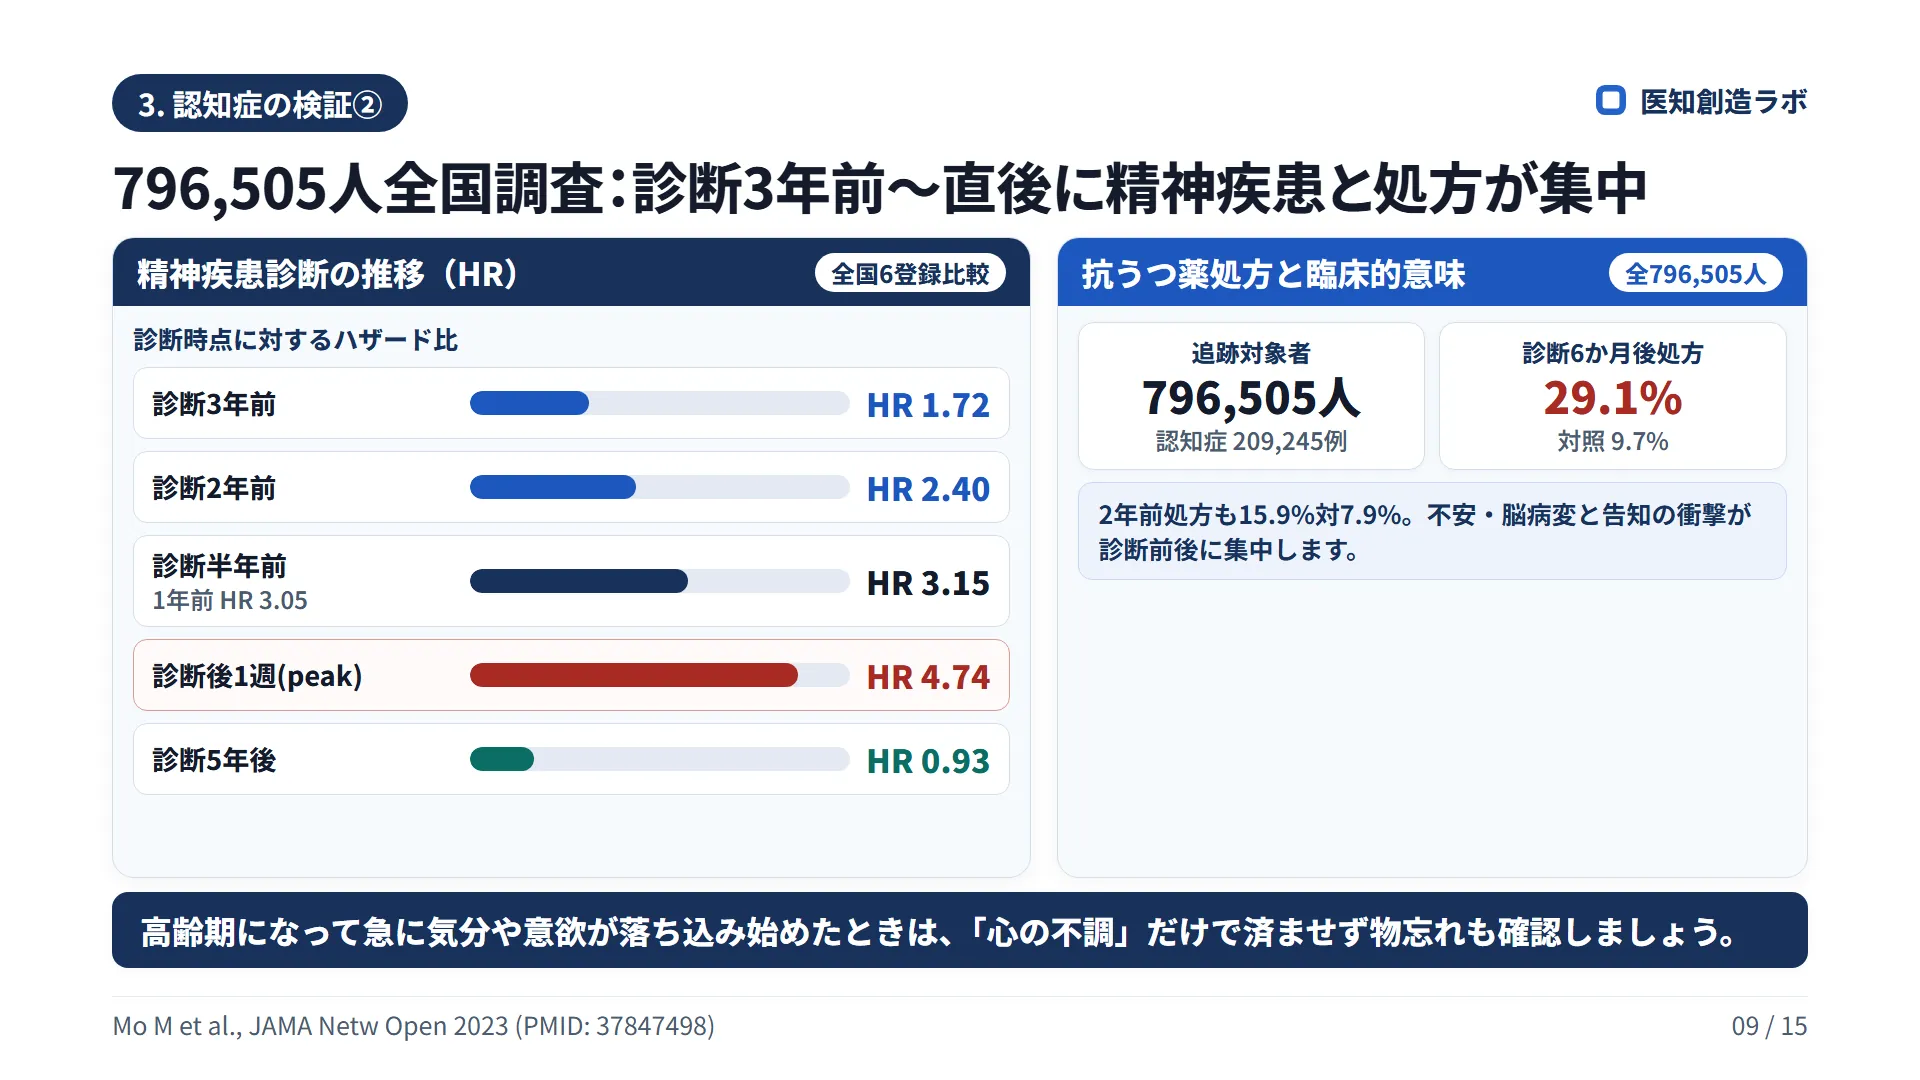 3. 認知症の検証②
医知創造ラボ
796,505人全国調査：診断3年前〜直後に精神疾患と処方が集中
精神疾患診断の推移（HR）
全国6登録比較
診断時点に対するハザード比
診断3年前
HR 1.72
診断2年前
HR 2.40
診断半年前
1年前 HR 3.05
HR 3.15
診断後1週(peak)
HR 4.74
診断5年後
HR 0.93
抗うつ薬処方と臨床的意味
全796,505人
追跡対象者
796,505人
認知症 209,245例
診断6か月後処方
29.1%
対照 9.7%
2年前処方も15.9%対7.9%。不安・脳病変と告知の衝撃が
診断前後に集中します。
高齢期になって急に気分や意欲が落ち込み始めたときは、「心の不調」だけで済ませず物忘れも確認しましょう。
Mo M et al., JAMA Netw Open 2023 (PMID: 37847498)
09 / 15